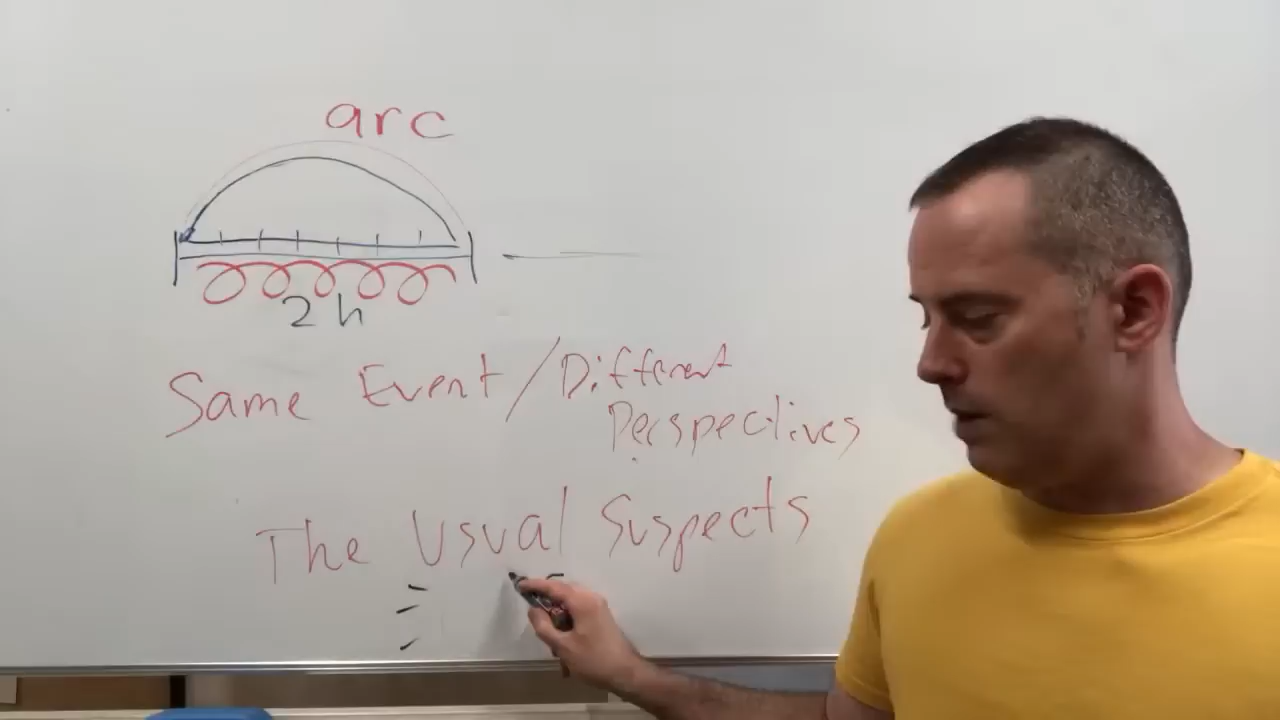 arc
2 h
Same Event / Different
Perspectives
The Usual Suspects